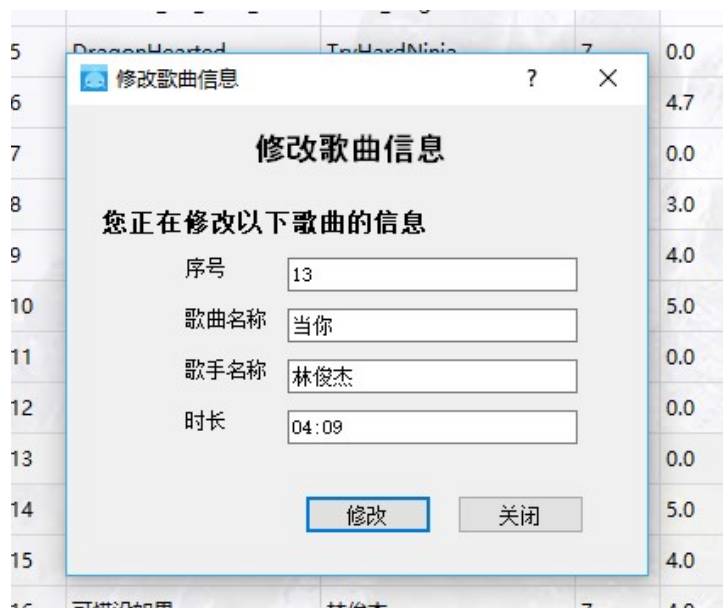 5 DragonHearted TryHardNinja 7 0.0
修改歌曲信息 ? ×
6 4.7
修改歌曲信息
7 0.0
8 3.0
您正在修改以下歌曲的信息
9 4.0
序号 13
10 5.0
歌曲名称 当你
11 0.0
歌手名称 林俊杰
12 0.0
时长 04:09
13 0.0
14 5.0
修改 关闭
15 4.0
16 林俊杰 7 4.0